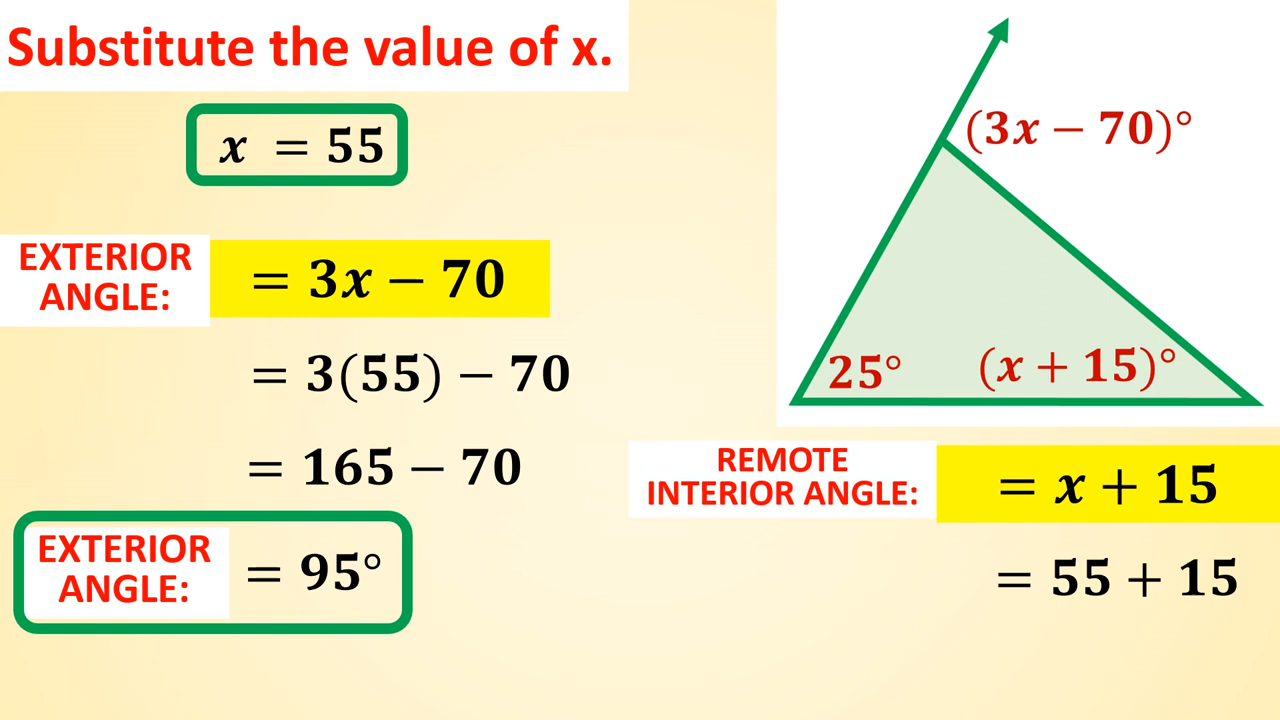 Substitute the value of x.
x = 55
(3x − 70)°
EXTERIOR
ANGLE:
= 3x − 70
= 3(55) − 70
25°
(x + 15)°
= 165 − 70
REMOTE
INTERIOR ANGLE:
= x + 15
EXTERIOR
ANGLE:
= 95°
= 55 + 15